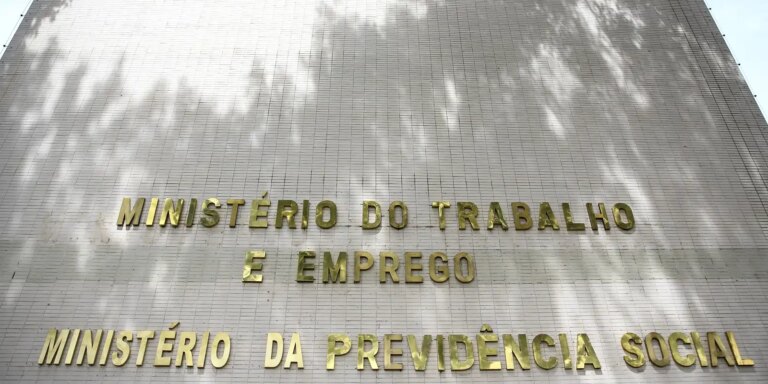 MINISTÉRIO DO TRABALHO
E EMPREGO
MINISTÉRIO DA PREVIDÊNCIA SOCIAL